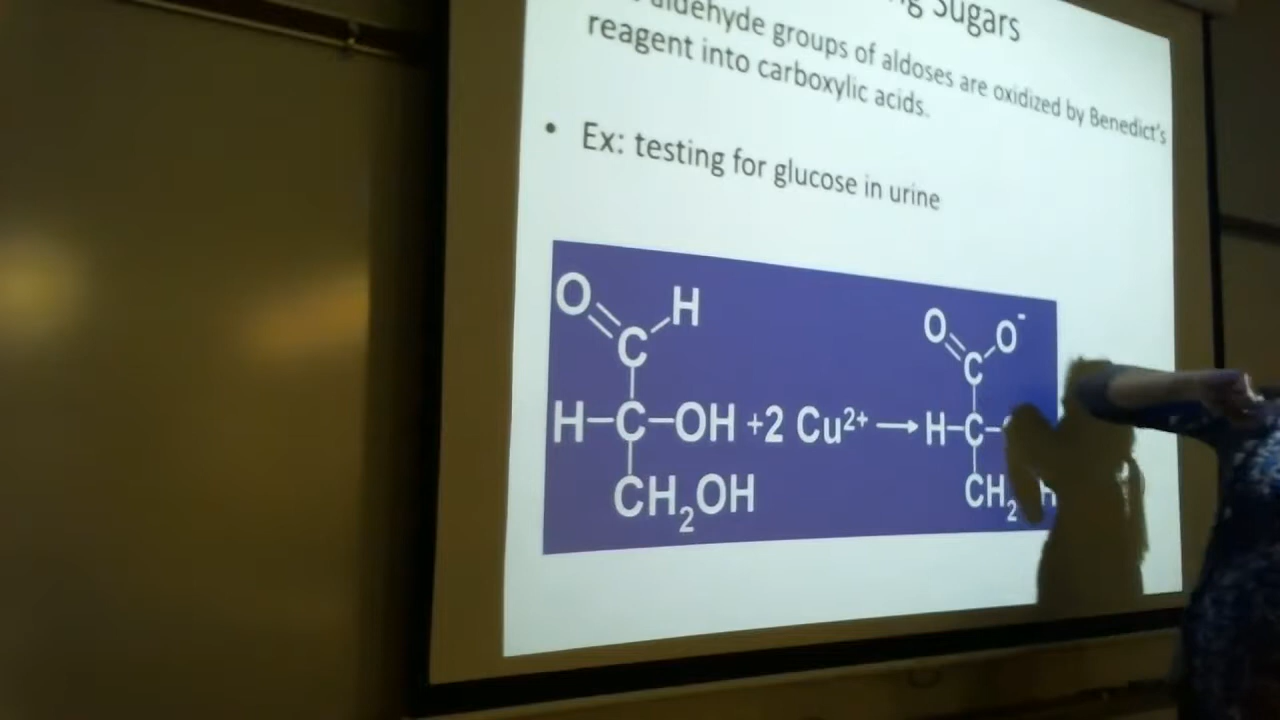 Sugars
aldehyde groups of aldoses are oxidized by Benedict's
reagent into carboxylic acids.
• Ex: testing for glucose in urine
O H O O⁻
C C
H–C–OH +2 Cu²⁺ → H–C–
CH₂OH CH₂ H